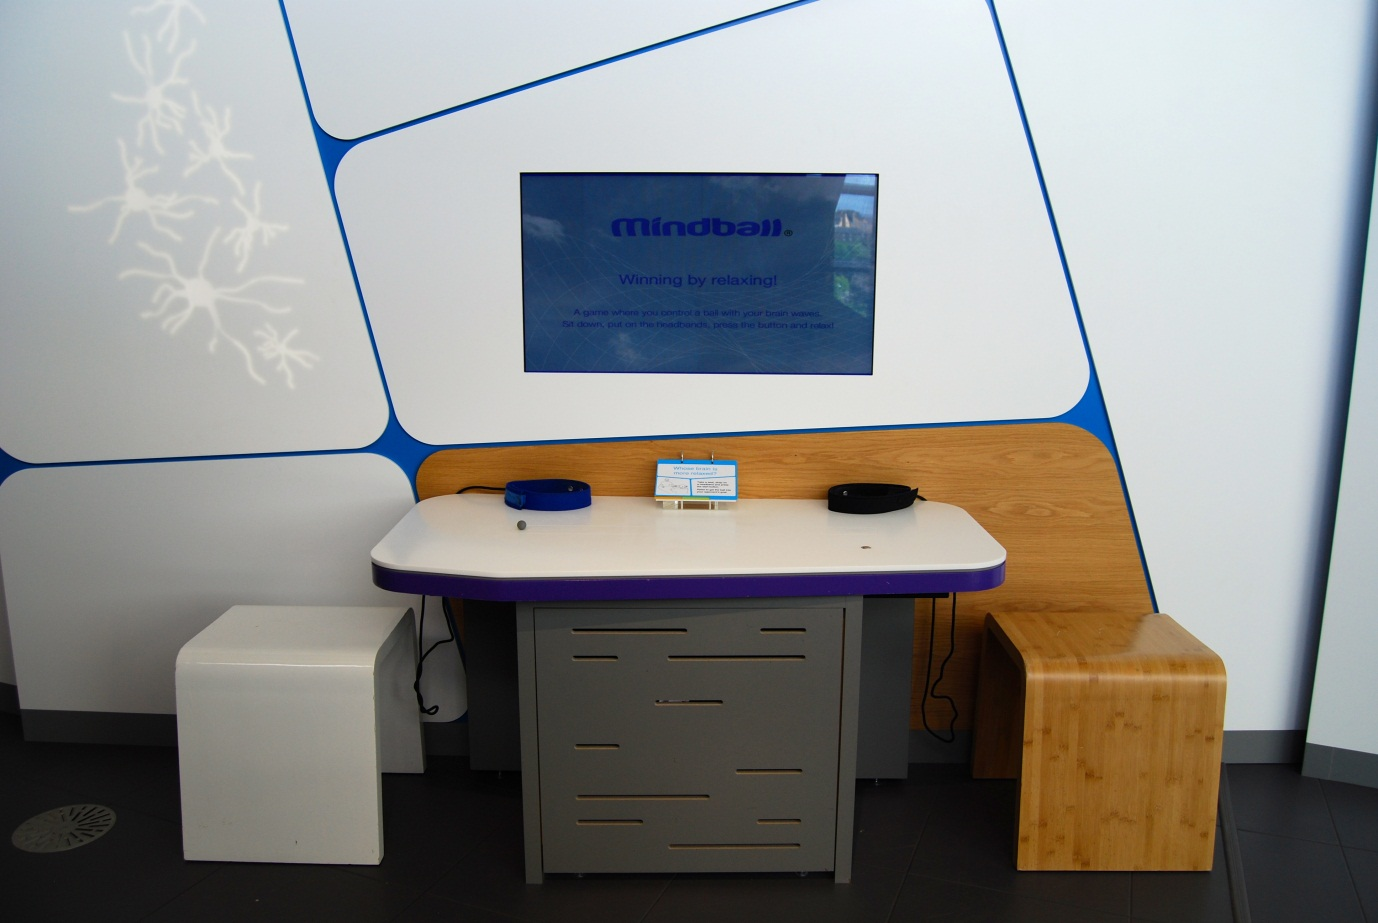 Mindball®
Winning by relaxing!
A game where you control a ball with your brain waves.
Sit down, put on the headbands, press the button and relax!
Whose brain is
more relaxed?